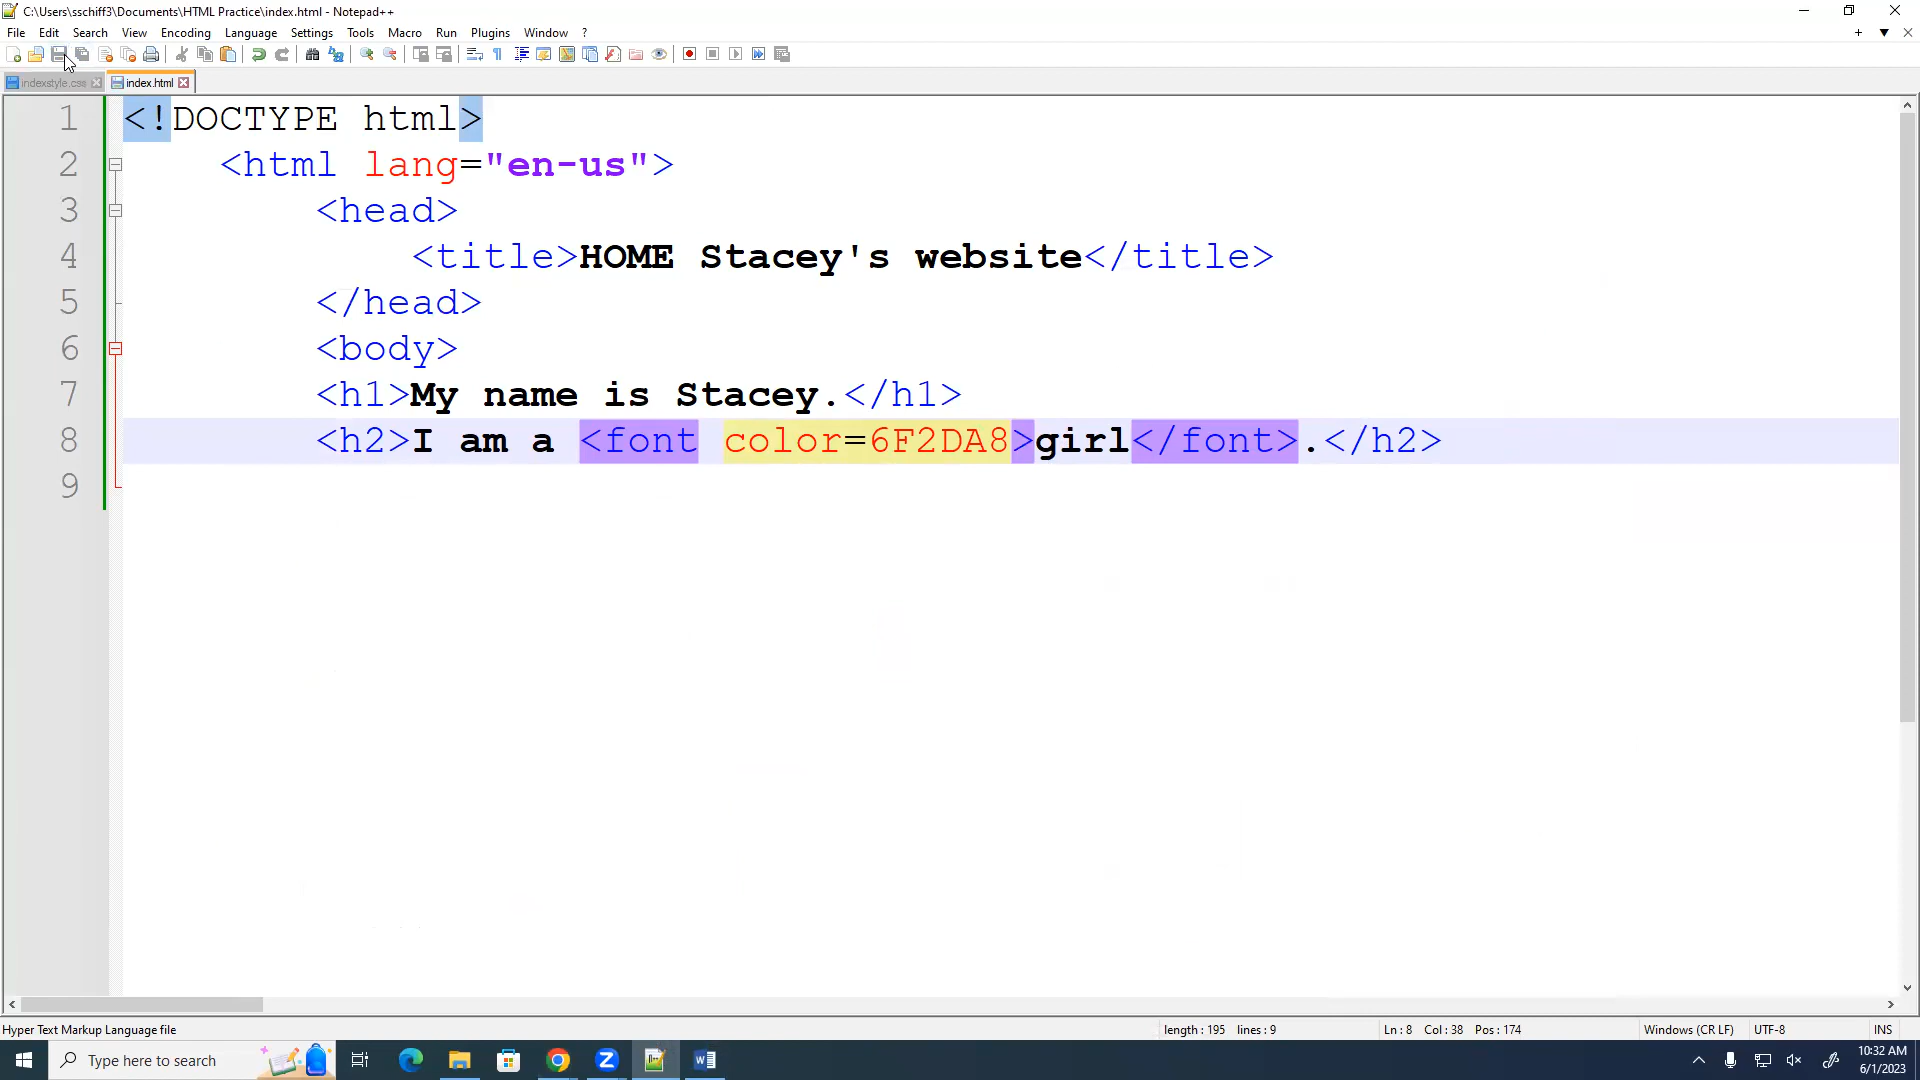 C:\Users\sschiff3\Documents\HTML Practice\index.html - Notepad++
File Edit Search View Encoding Language Settings Tools Macro Run Plugins Window ?
indexstyle.css index.html
1 <!DOCTYPE html>
2 <html lang="en-us">
3 <head>
4 <title>HOME Stacey's website</title>
5 </head>
6 <body>
7 <h1>My name is Stacey.</h1>
8 <h2>I am a <font color=6F2DA8>girl</font>.</h2>
9
Hyper Text Markup Language file length : 195 lines : 9 Ln : 8 Col : 38 Pos : 174 Windows (CR LF) UTF-8 INS
Type here to search
10:32 AM
6/1/2023